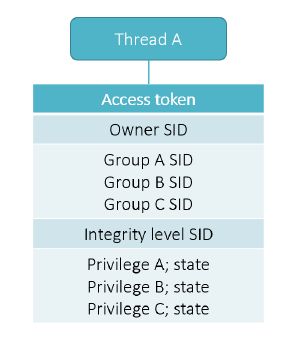 Thread A
Access token
Owner SID
Group A SID
Group B SID
Group C SID
Integrity level SID
Privilege A; state
Privilege B; state
Privilege C; state